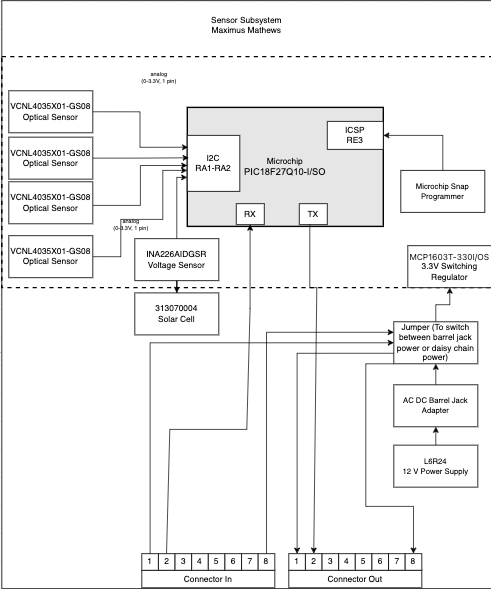 Sensor Subsystem
Maximus Mathews
analog
(0-3.3V, 1 pin)
VCNL4035X01-GS08
Optical Sensor
VCNL4035X01-GS08
Optical Sensor
VCNL4035X01-GS08
Optical Sensor
analog
(0-3.3V, 1 pin)
VCNL4035X01-GS08
Optical Sensor
I2C
RA1-RA2
Microchip
PIC18F27Q10-I/SO
ICSP
RE3
RX
TX
Microchip Snap
Programmer
INA226AIDGSR
Voltage Sensor
MCP1603T-330I/OS
3.3V Switching
Regulator
313070004
Solar Cell
Jumper (To switch
between barrel jack
power or daisy chain
power)
AC DC Barrel Jack
Adapter
L6R24
12 V Power Supply
1 2 3 4 5 6 7 8
Connector In
1 2 3 4 5 6 7 8
Connector Out